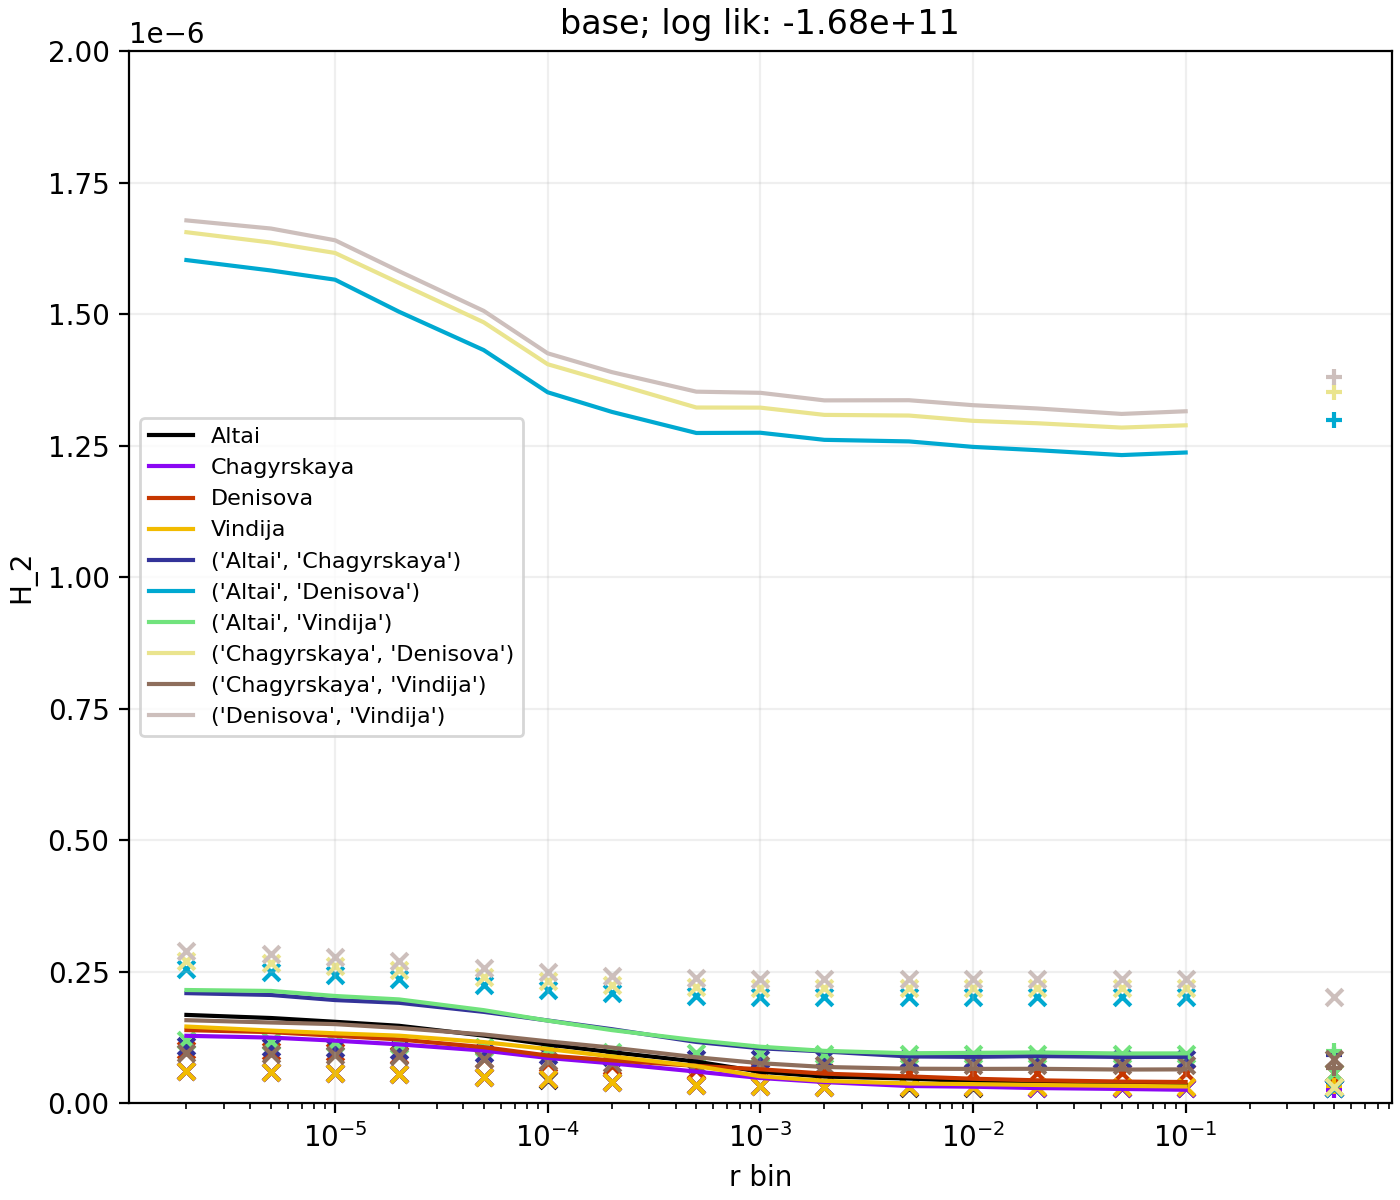 base; log lik: -1.68e+11
1e−6
2.00
1.75
1.50
1.25
1.00
0.75
0.50
0.25
0.00
H_2
Altai
Chagyrskaya
Denisova
Vindija
('Altai', 'Chagyrskaya')
('Altai', 'Denisova')
('Altai', 'Vindija')
('Chagyrskaya', 'Denisova')
('Chagyrskaya', 'Vindija')
('Denisova', 'Vindija')
10⁻⁵ 10⁻⁴ 10⁻³ 10⁻² 10⁻¹
r bin